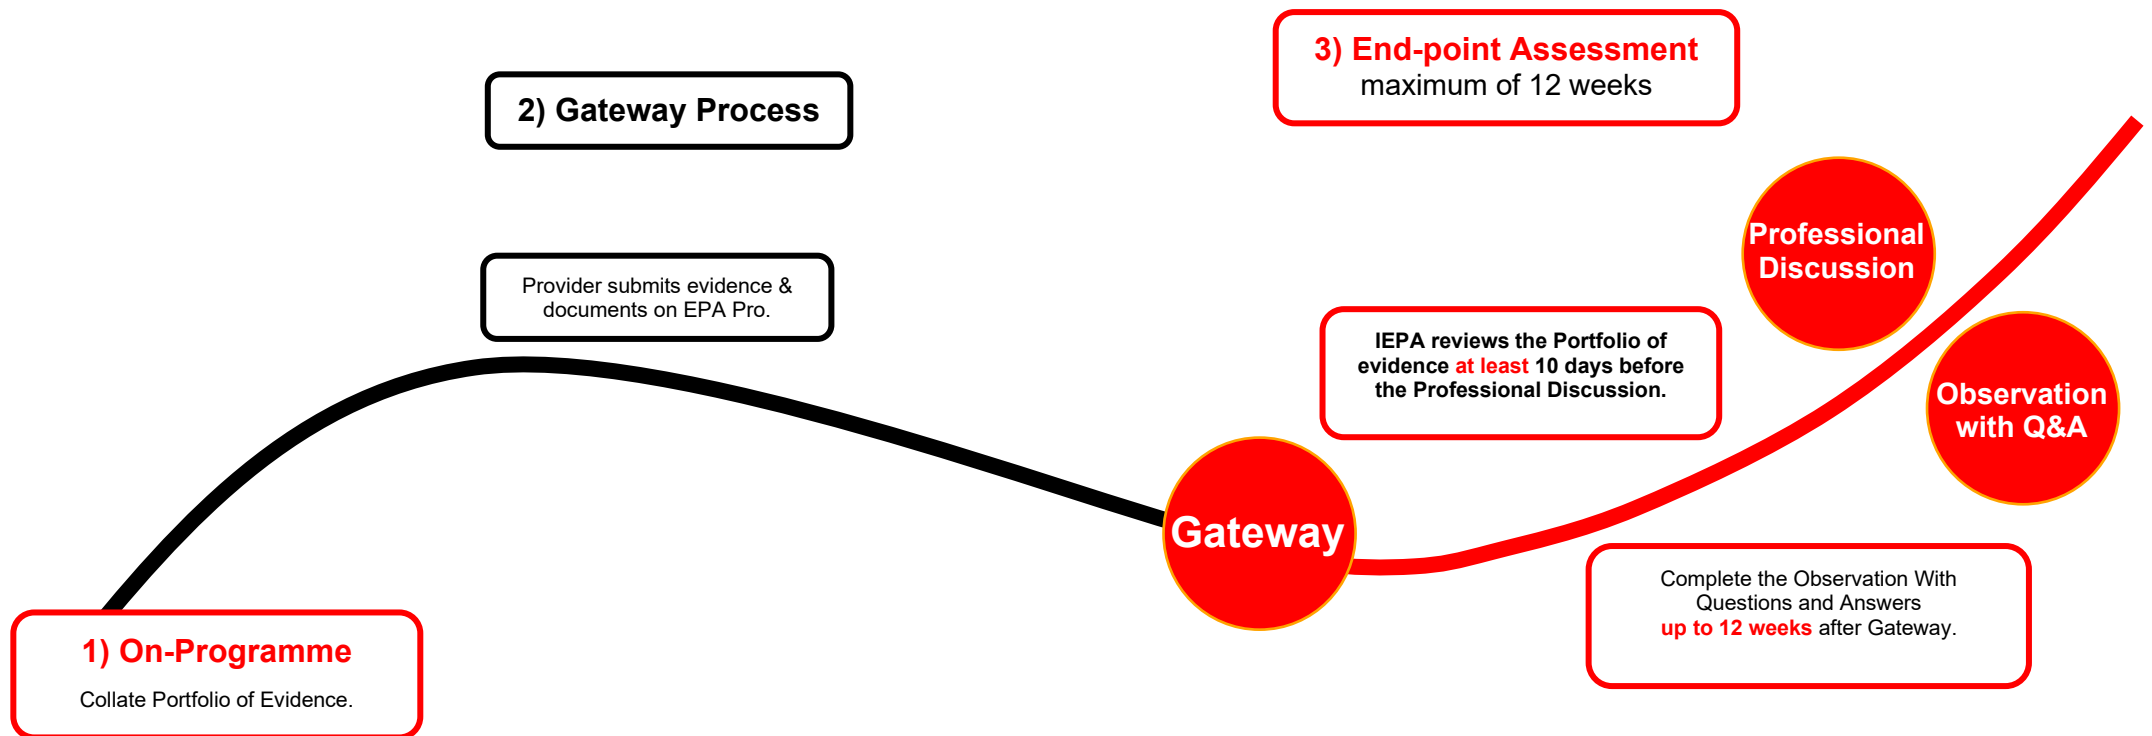 1) On-Programme
Collate Portfolio of Evidence.
2) Gateway Process
Provider submits evidence &
documents on EPA Pro.
Gateway
3) End-point Assessment
maximum of 12 weeks
IEPA reviews the Portfolio of
evidence at least 10 days before
the Professional Discussion.
Professional
Discussion
Observation
with Q&A
Complete the Observation With
Questions and Answers
up to 12 weeks after Gateway.